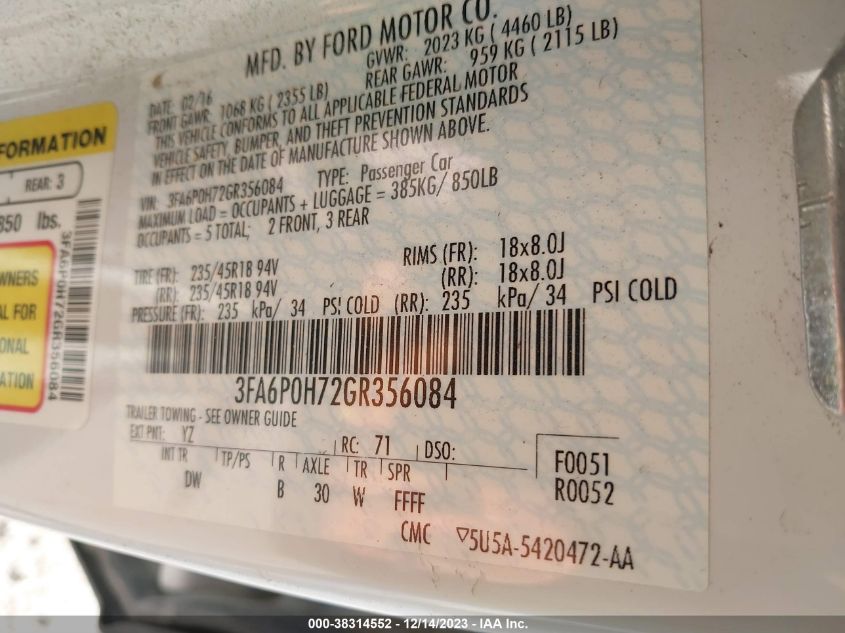 MFD. BY FORD MOTOR CO.
DATE: 02/16 GVWR: 2023 KG ( 4460 LB)
FRONT GAWR: 1068 KG ( 2355 LB) REAR GAWR: 959 KG ( 2115 LB)
THIS VEHICLE CONFORMS TO ALL APPLICABLE FEDERAL MOTOR
VEHICLE SAFETY, BUMPER, AND THEFT PREVENTION STANDARDS
IN EFFECT ON THE DATE OF MANUFACTURE SHOWN ABOVE.
VIN: 3FA6P0H72GR356084 TYPE: Passenger Car
MAXIMUM LOAD = OCCUPANTS + LUGGAGE = 385KG/ 850LB
OCCUPANTS = 5 TOTAL; 2 FRONT, 3 REAR
RIMS (FR): 18x8.0J
TIRE (FR): 235/45R18 94V (RR): 18x8.0J
(RR): 235/45R18 94V
PRESSURE (FR): 235 kPa/ 34 PSI COLD (RR): 235 kPa/ 34 PSI COLD
3FA6P0H72GR356084
TRAILER TOWING - SEE OWNER GUIDE
EXT PNT: YZ RC: 71 DSO:
INT TR TP/PS R AXLE TR SPR
DW B 30 W FFFF
F0051
R0052
CMC ▽5U5A-5420472-AA
FORMATION
REAR: 3
850 lbs.
3FA6P0H72GR356084
OWNERS
AL FOR
ONAL
000-38314552 - 12/14/2023 - IAA Inc.